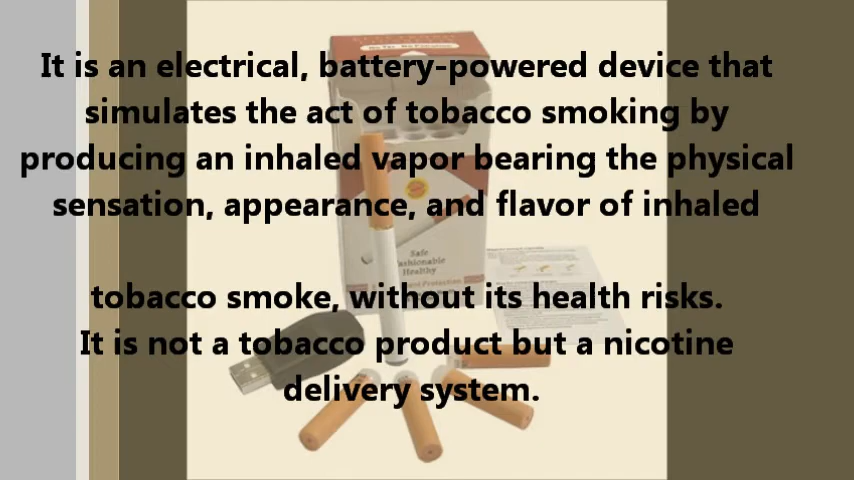 It is an electrical, battery-powered device that
simulates the act of tobacco smoking by
producing an inhaled vapor bearing the physical
sensation, appearance, and flavor of inhaled
tobacco smoke, without its health risks.
It is not a tobacco product but a nicotine
delivery system.
Safe
Fashionable
Healthy